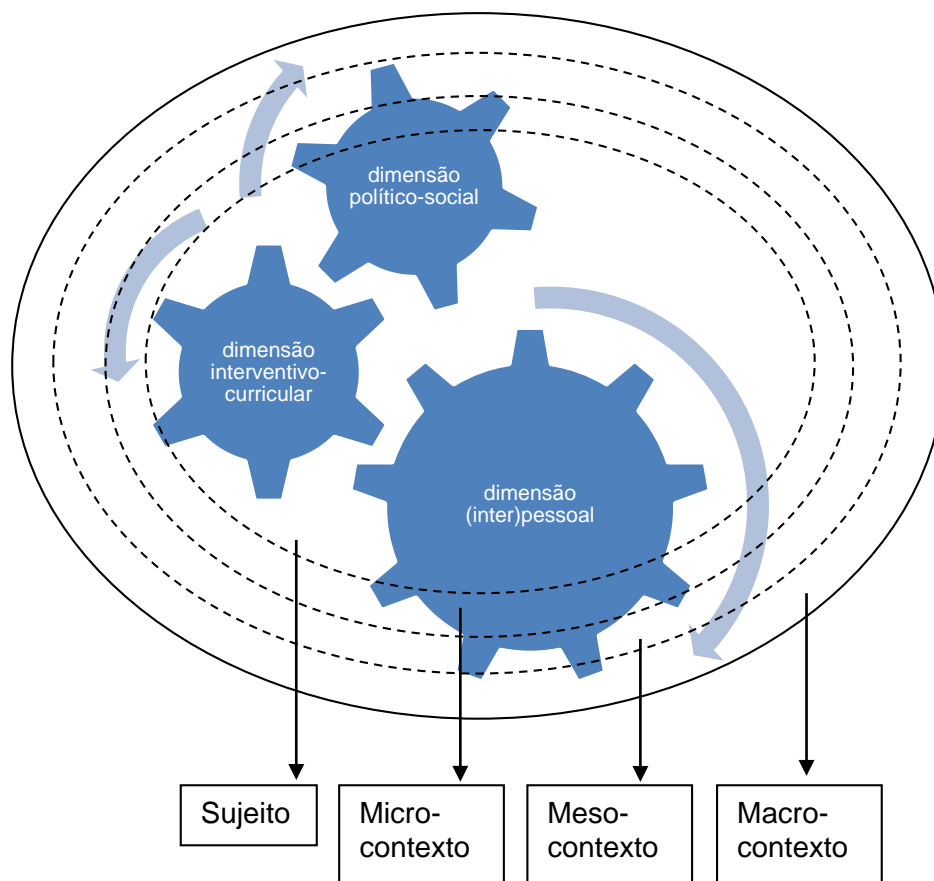 dimensão
político-social
dimensão
interventivo-
curricular
dimensão
(inter)pessoal
Sujeito
Micro-
contexto
Meso-
contexto
Macro-
contexto